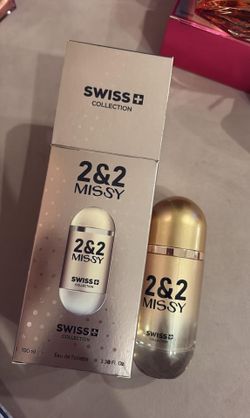 SWISS+
COLLECTION
2&2
MISSY
2&2
MISSY
SWISS+
COLLECTION
SWISS+
COLLECTION
100 ml
Eau de Toilette
3.30 Fl. Oz.
2&2
MISSY
SWISS+
COLLECTION